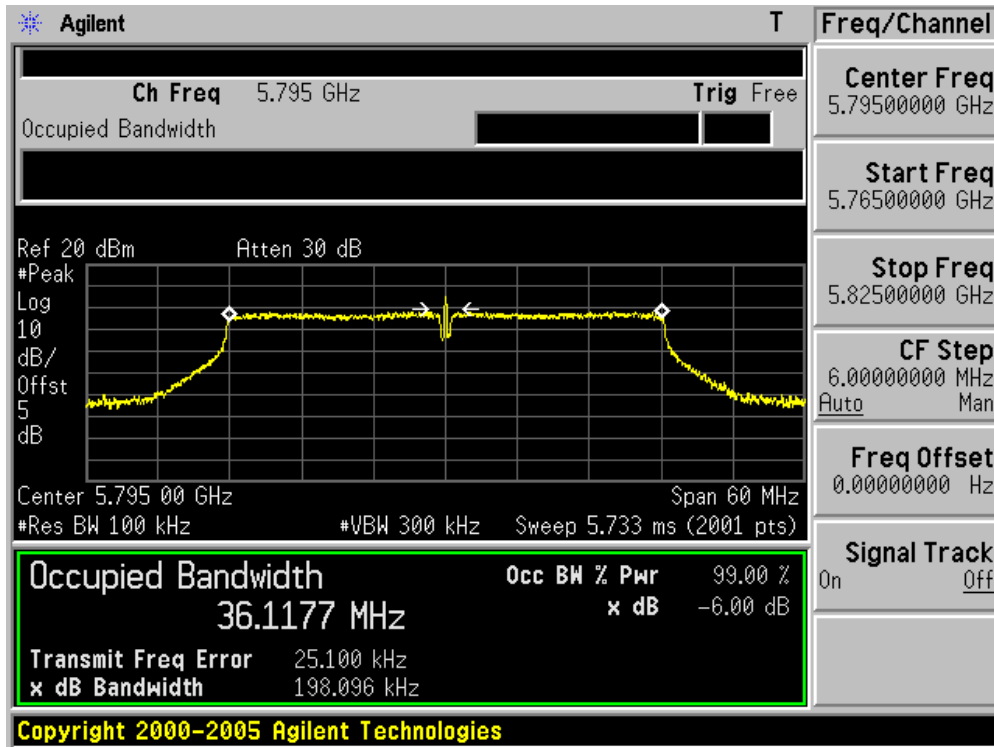 Agilent T
Ch Freq 5.795 GHz Trig Free
Occupied Bandwidth
Ref 20 dBm Atten 30 dB
#Peak
Log
10
dB/
Offst
5
dB
Center 5.795 00 GHz Span 60 MHz
#Res BW 100 kHz #VBW 300 kHz Sweep 5.733 ms (2001 pts)
Occupied Bandwidth Occ BW % Pwr 99.00 %
36.1177 MHz x dB -6.00 dB
Transmit Freq Error 25.100 kHz
x dB Bandwidth 198.096 kHz
Copyright 2000-2005 Agilent Technologies
Freq/Channel
Center Freq
5.79500000 GHz
Start Freq
5.76500000 GHz
Stop Freq
5.82500000 GHz
CF Step
6.00000000 MHz
Auto Man
Freq Offset
0.00000000 Hz
Signal Track
On Off